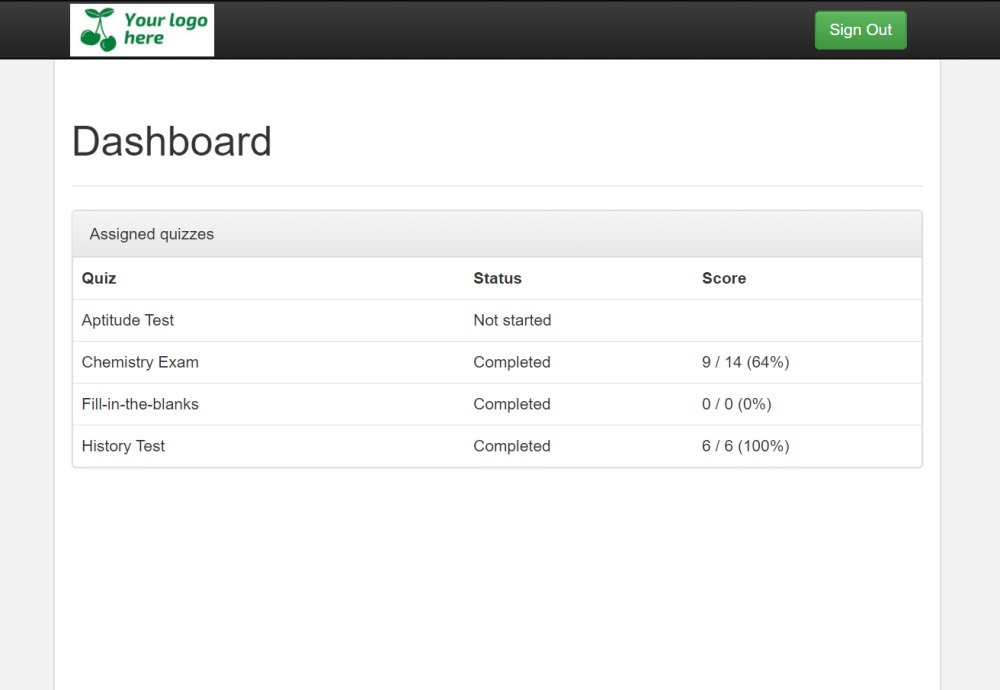 Your logo
here
Sign Out
Dashboard
Assigned quizzes
Quiz Status Score
Aptitude Test Not started
Chemistry Exam Completed 9 / 14 (64%)
Fill-in-the-blanks Completed 0 / 0 (0%)
History Test Completed 6 / 6 (100%)